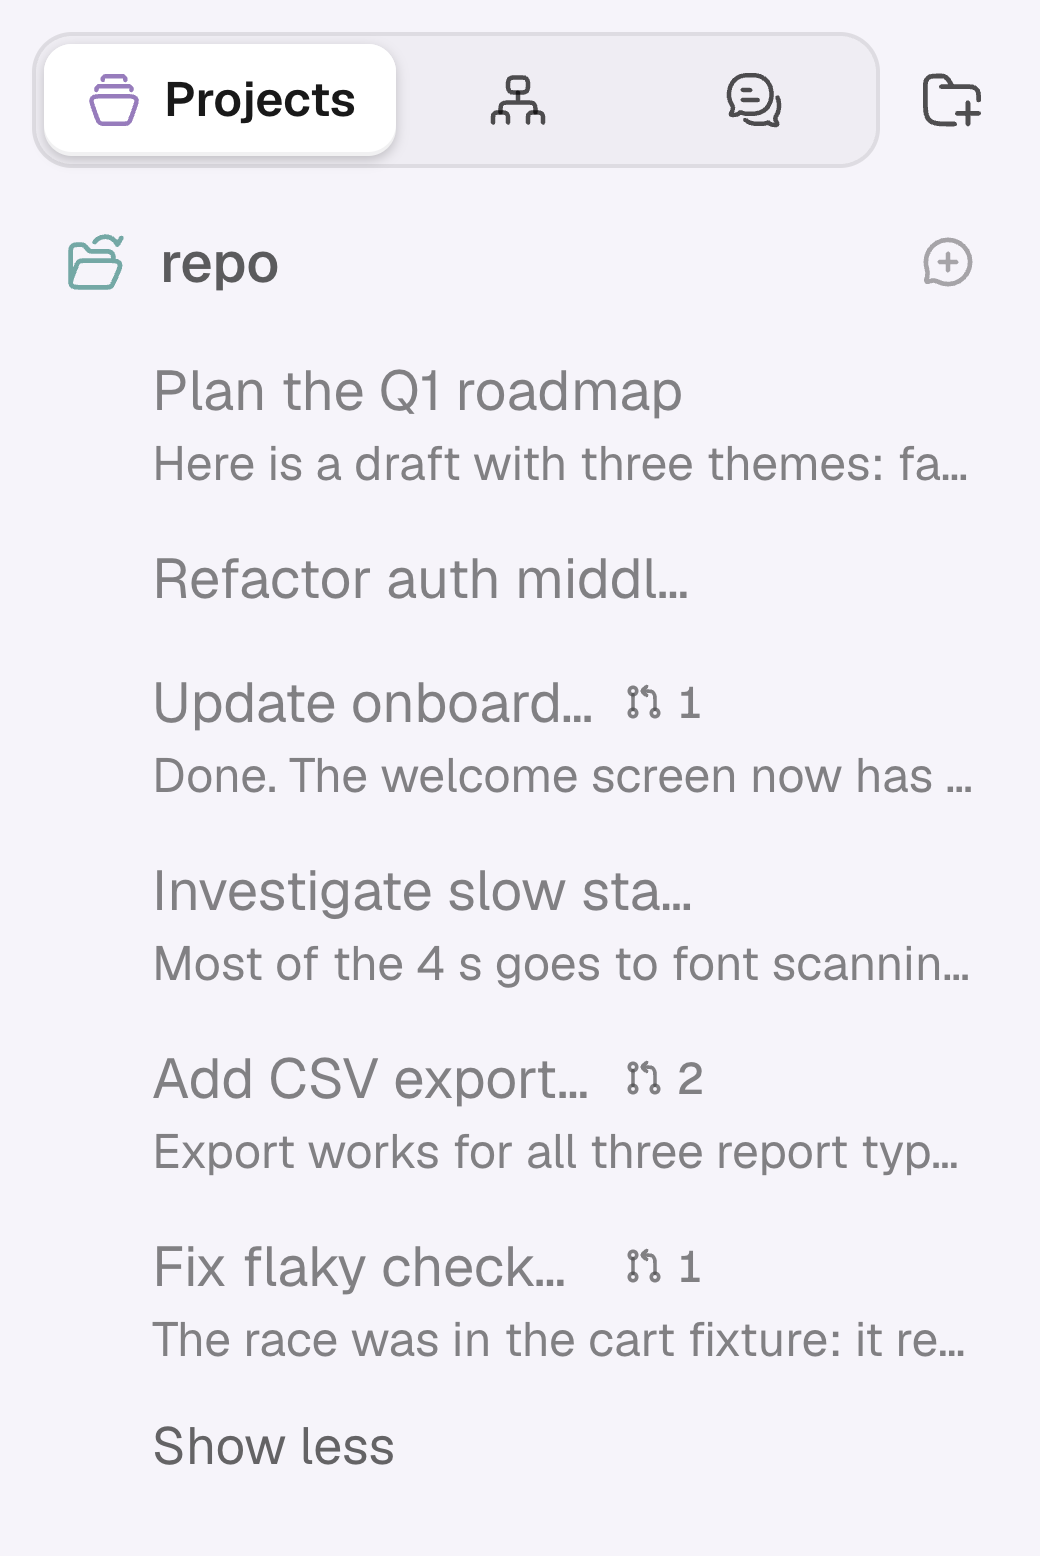 Projects
repo
Plan the Q1 roadmap
Here is a draft with three themes: fa...
Refactor auth middl...
Update onboard... 1
Done. The welcome screen now has ...
Investigate slow sta...
Most of the 4 s goes to font scannin...
Add CSV export... 2
Export works for all three report typ...
Fix flaky check... 1
The race was in the cart fixture: it re...
Show less